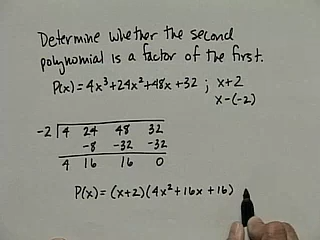 Determine whether the second
polynomial is a factor of the first.
P(x) = 4x³+24x²+48x+32 ; x+2
x-(-2)
-2 | 4 24 48 32
-8 -32 -32
4 16 16 0
P(x) = (x+2)(4x²+16x+16)